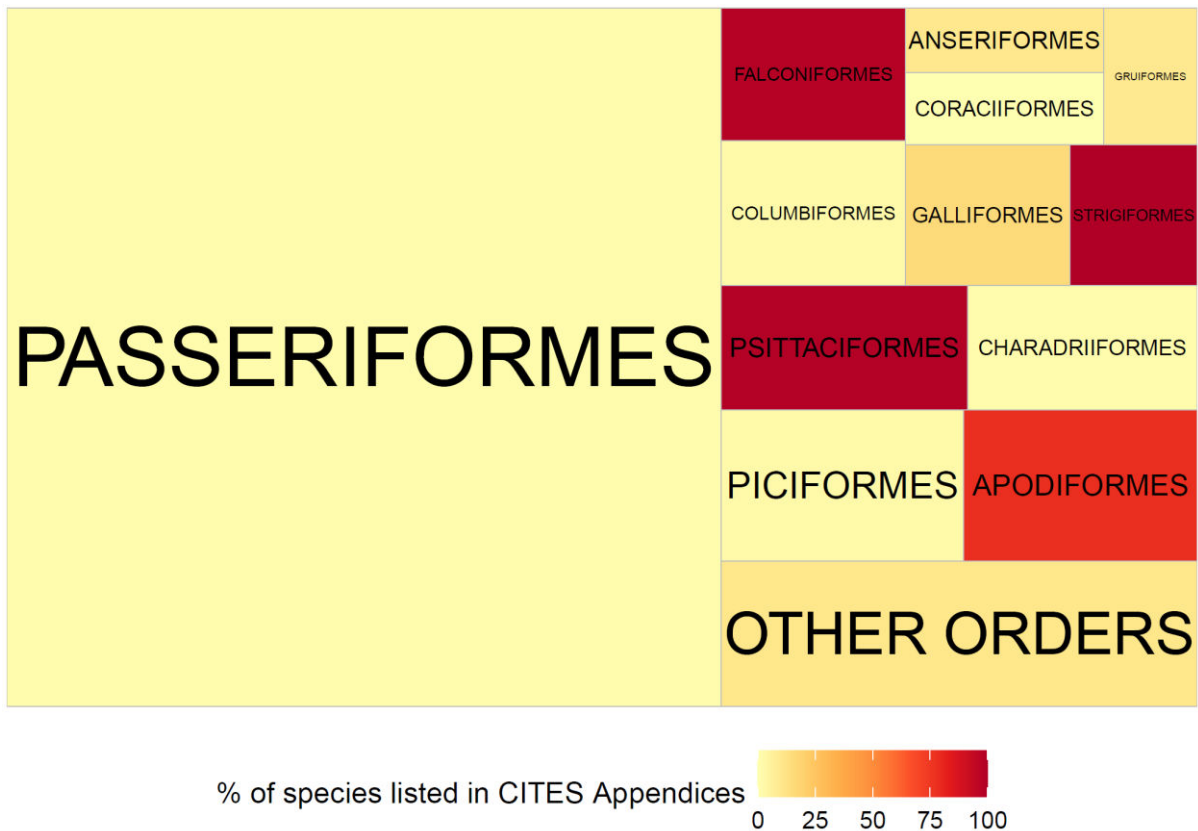 FALCONIFORMES
ANSERIFORMES
GRUIFORMES
CORACIIFORMES
COLUMBIFORMES
GALLIFORMES
STRIGIFORMES
PASSERIFORMES
PSITTACIFORMES
CHARADRIIFORMES
PICIFORMES
APODIFORMES
OTHER ORDERS
% of species listed in CITES Appendices
0 25 50 75 100